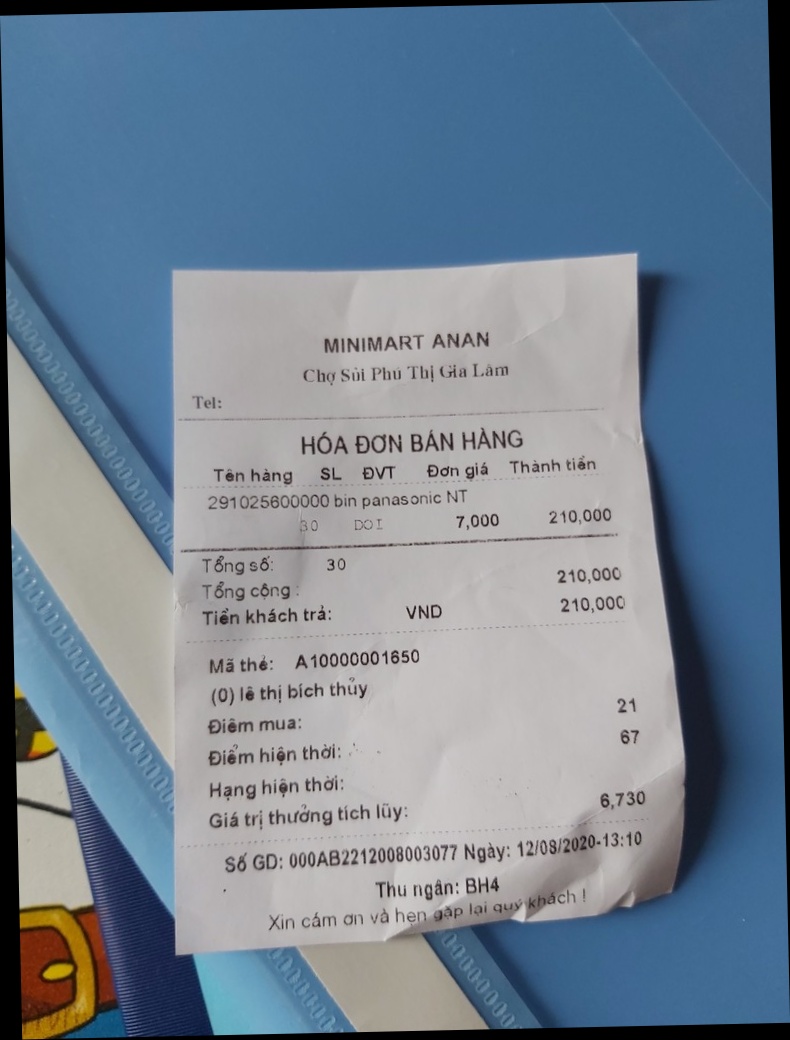 MINIMART ANAN
Chợ Sủi Phú Thị Gia Lâm
Tel:
HÓA ĐƠN BÁN HÀNG
Tên hàng SL ĐVT Đơn giá Thành tiền
291025600000 bin panasonic NT
30 DOI 7,000 210,000
Tổng số: 30
Tổng cộng : 210,000
Tiền khách trả: VND 210,000
Mã thẻ: A10000001650
(0) lê thị bích thủy
Điểm mua: 21
Điểm hiện thời: 67
Hạng hiện thời:
Giá trị thưởng tích lũy: 6,730
Số GD: 000AB2212008003077 Ngày: 12/08/2020-13:10
Thu ngân: BH4
Xin cám ơn và hẹn gặp lại quý khách !